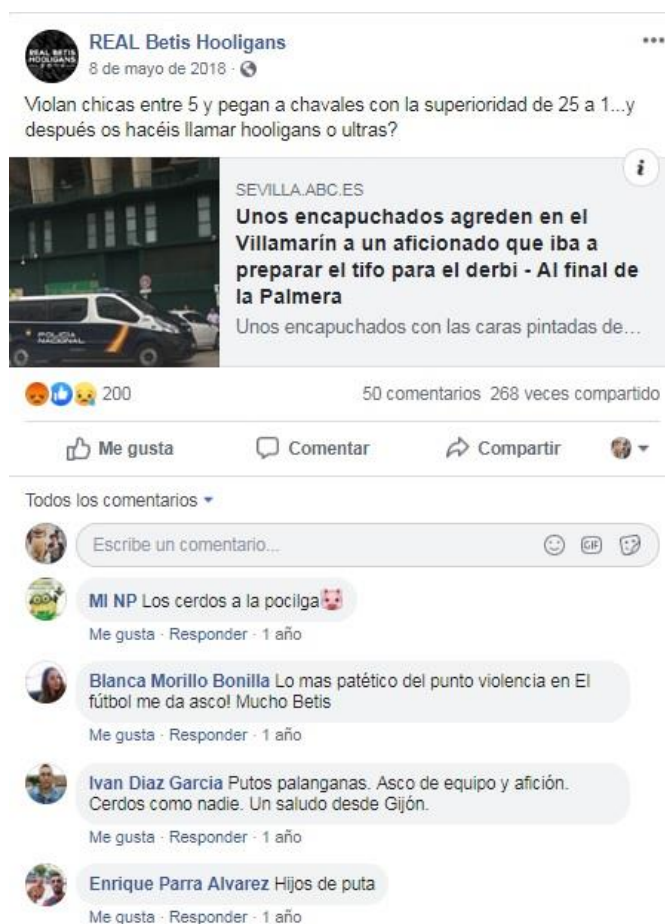 REAL Betis Hooligans
8 de mayo de 2018 ·
Violan chicas entre 5 y pegan a chavales con la superioridad de 25 a 1...y
después os hacéis llamar hooligans o ultras?
SEVILLA.ABC.ES
Unos encapuchados agreden en el
Villamarín a un aficionado que iba a
preparar el tifo para el derbi - Al final de
la Palmera
Unos encapuchados con las caras pintadas de...
POLICIA
NACIONAL
200
50 comentarios 268 veces compartido
Me gusta
Comentar
Compartir
Todos los comentarios
Escribe un comentario...
GIF
MI NP Los cerdos a la pocilga
Me gusta · Responder · 1 año
Blanca Morillo Bonilla Lo mas patético del punto violencia en El
fútbol me da asco! Mucho Betis
Me gusta · Responder · 1 año
Ivan Diaz Garcia Putos palanganas. Asco de equipo y afición.
Cerdos como nadie. Un saludo desde Gijón.
Me gusta · Responder · 1 año
Enrique Parra Alvarez Hijos de puta
Me gusta · Responder · 1 año